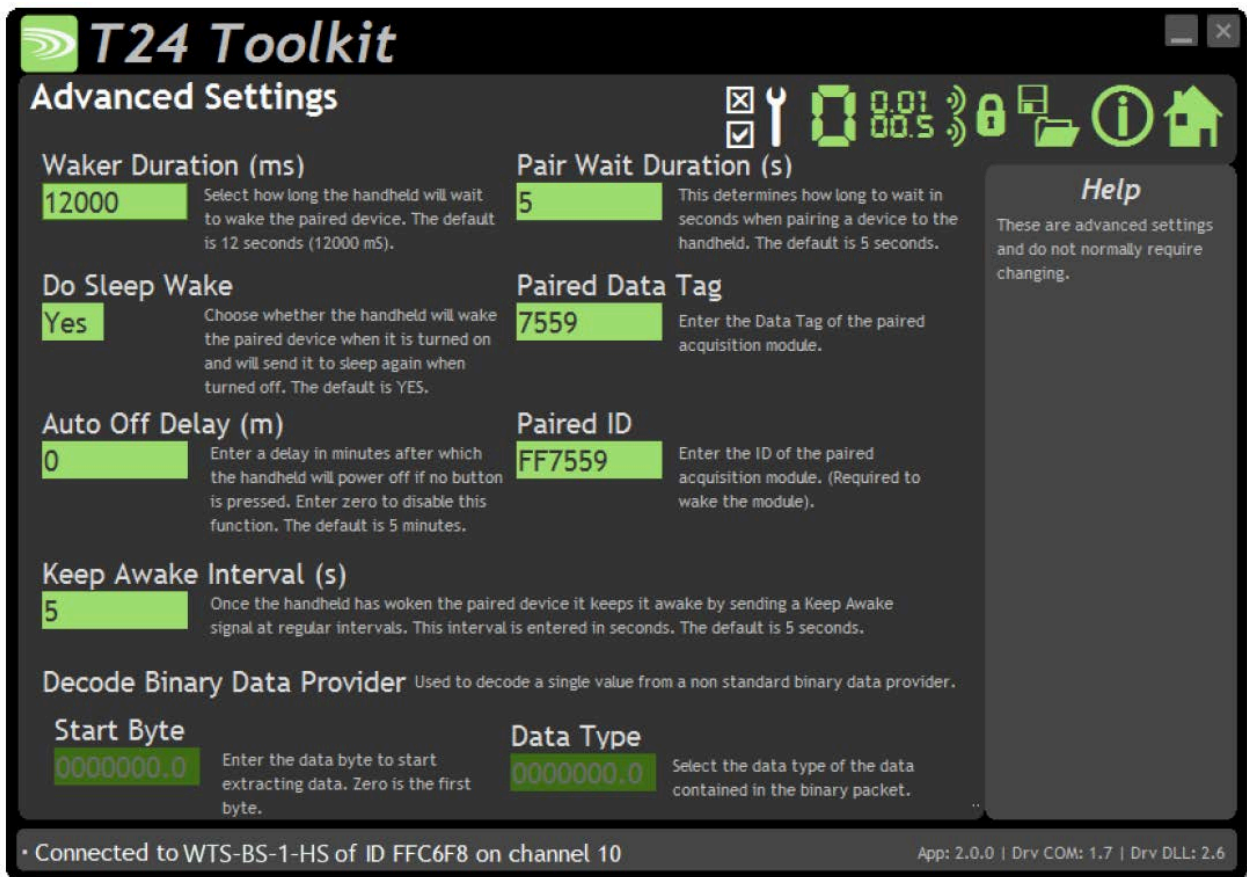 T24 Toolkit
Advanced Settings
0.01
00.5
Waker Duration (ms)
12000
Select how long the handheld will wait
to wake the paired device. The default
is 12 seconds (12000 mS).
Pair Wait Duration (s)
5
This determines how long to wait in
seconds when pairing a device to the
handheld. The default is 5 seconds.
Do Sleep Wake
Yes
Choose whether the handheld will wake
the paired device when it is turned on
and will send it to sleep again when
turned off. The default is YES.
Paired Data Tag
7559
Enter the Data Tag of the paired
acquisition module.
Auto Off Delay (m)
0
Enter a delay in minutes after which
the handheld will power off if no button
is pressed. Enter zero to disable this
function. The default is 5 minutes.
Paired ID
FF7559
Enter the ID of the paired
acquisition module. (Required to
wake the module).
Keep Awake Interval (s)
5
Once the handheld has woken the paired device it keeps it awake by sending a Keep Awake
signal at regular intervals. This interval is entered in seconds. The default is 5 seconds.
Decode Binary Data Provider Used to decode a single value from a non standard binary data provider.
Start Byte
0000000.0
Enter the data byte to start
extracting data. Zero is the first
byte.
Data Type
0000000.0
Select the data type of the data
contained in the binary packet.
Help
These are advanced settings
and do not normally require
changing.
Connected to WTS-BS-1-HS of ID FFC6F8 on channel 10
App: 2.0.0 | Drv COM: 1.7 | Drv DLL: 2.6